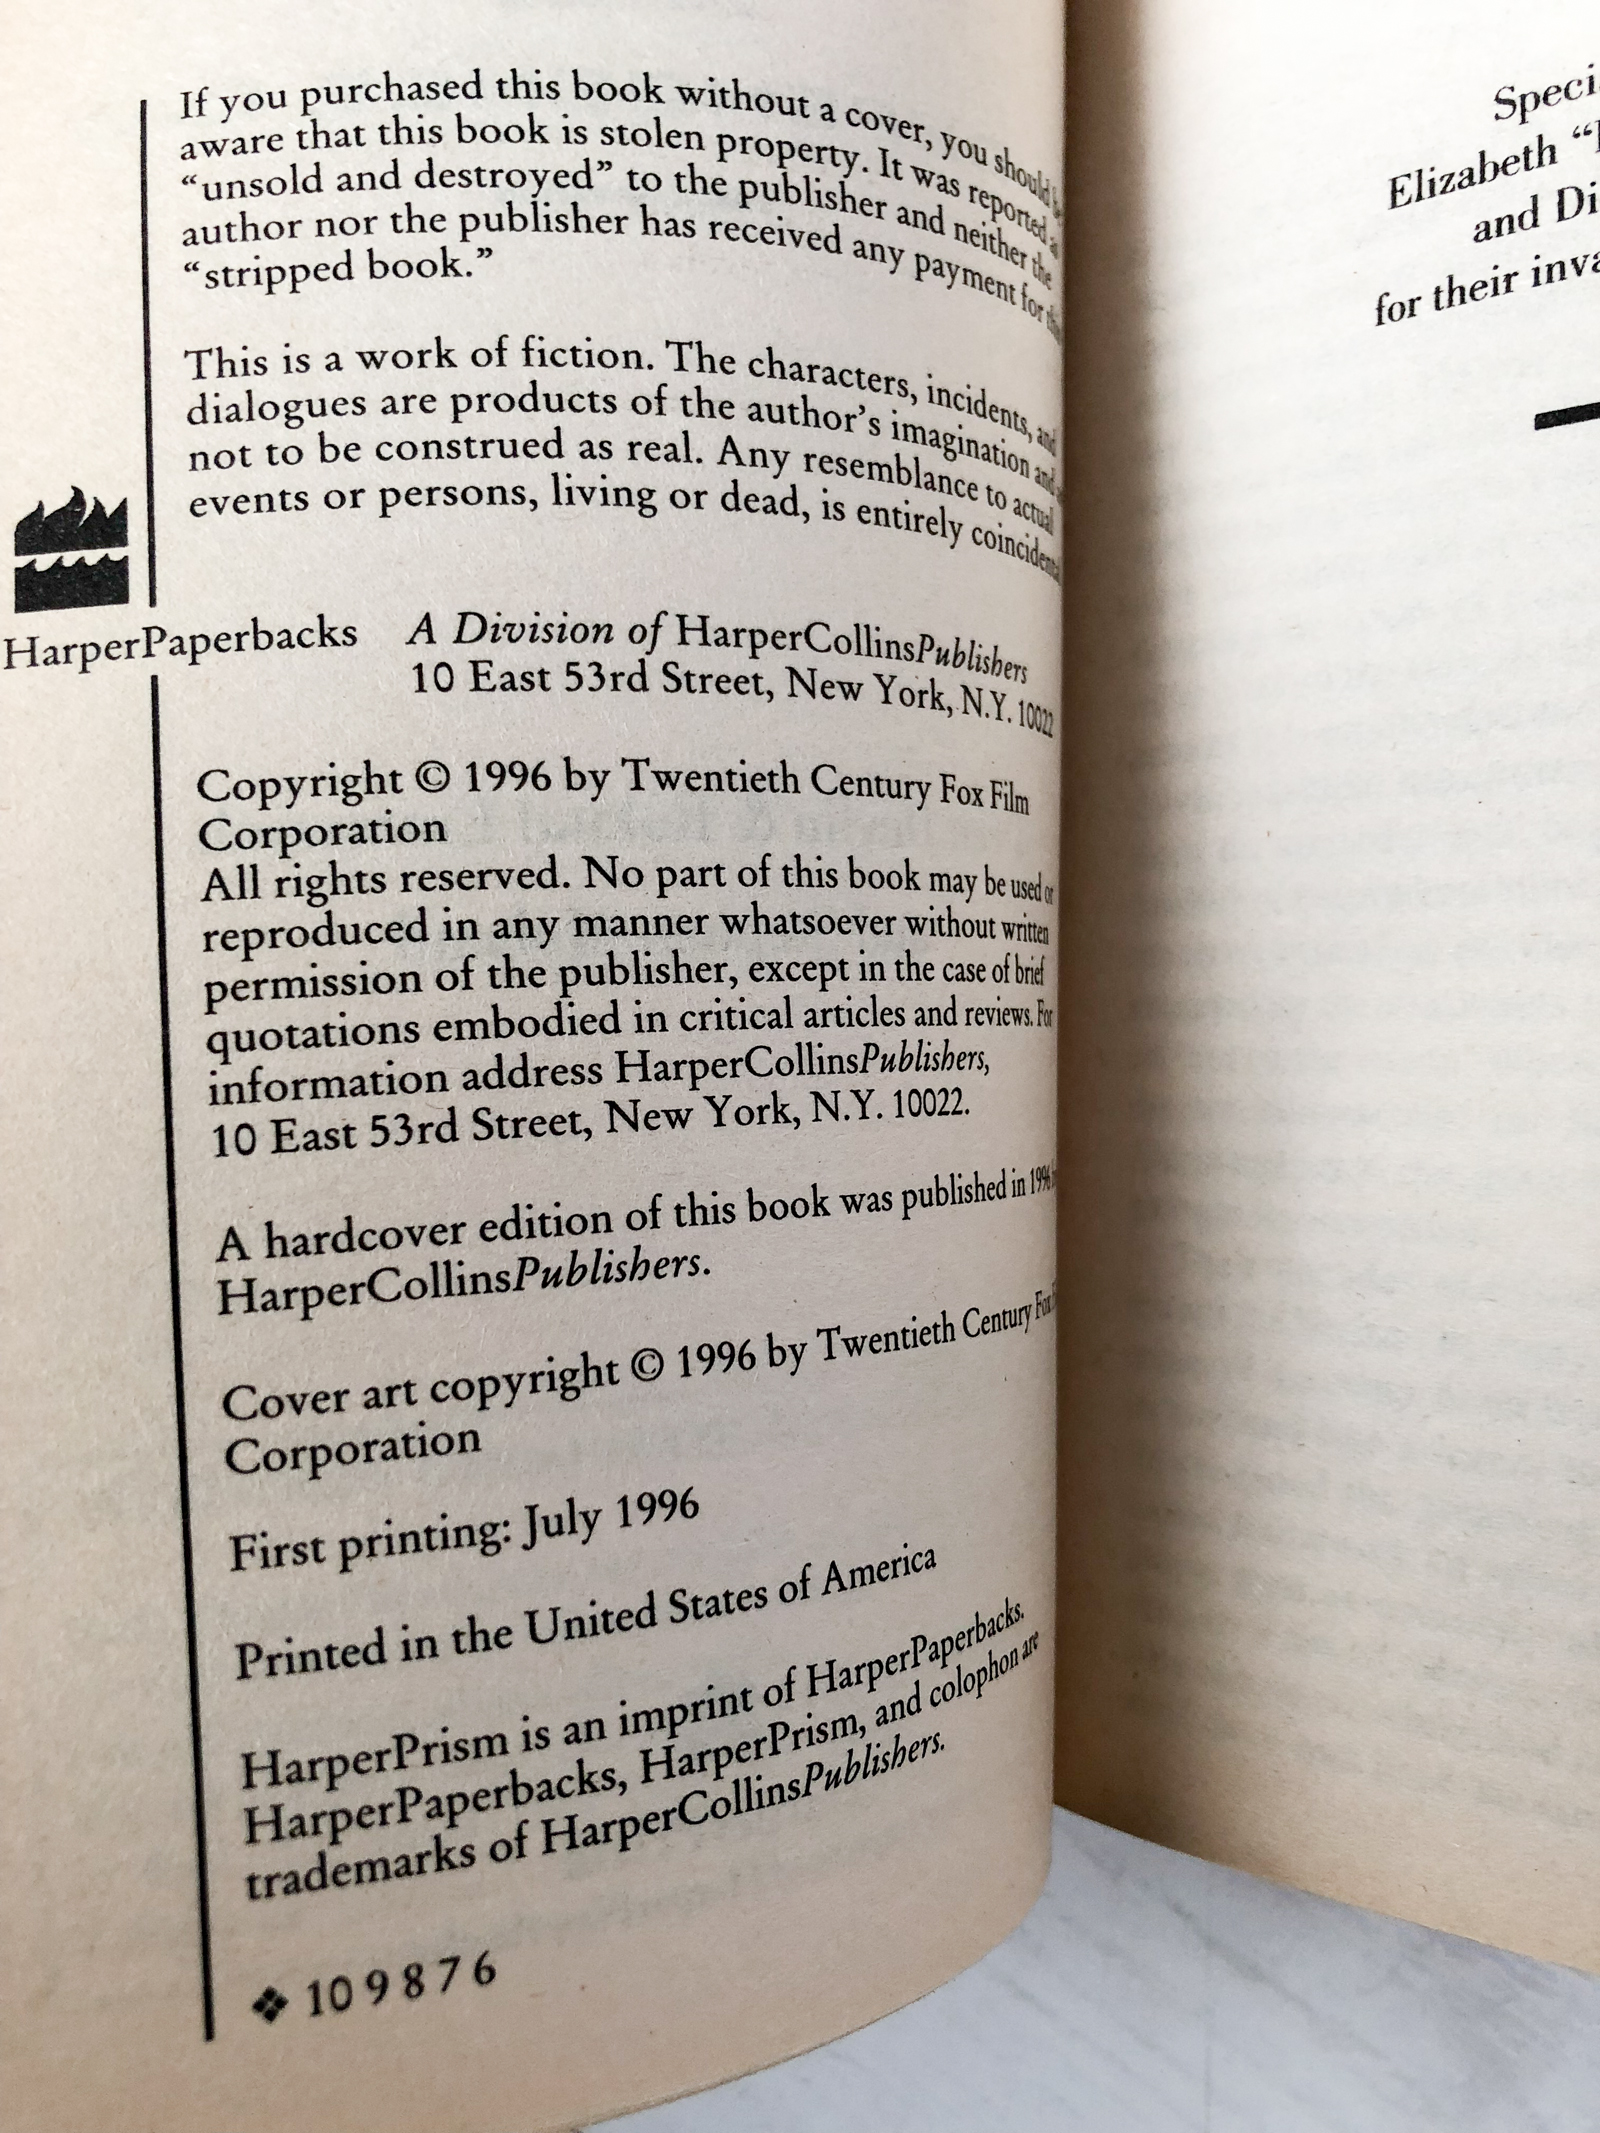 If you purchased this book without a cover, you should be
aware that this book is stolen property. It was reported as
“unsold and destroyed” to the publisher and neither the
author nor the publisher has received any payment for this
“stripped book.”
This is a work of fiction. The characters, incidents, and
dialogues are products of the author’s imagination and
not to be construed as real. Any resemblance to actual
events or persons, living or dead, is entirely coincidental
HarperPaperbacks
A Division of HarperCollinsPublishers
10 East 53rd Street, New York, N.Y. 10022
Copyright © 1996 by Twentieth Century Fox Film
Corporation
All rights reserved. No part of this book may be used or
reproduced in any manner whatsoever without written
permission of the publisher, except in the case of brief
quotations embodied in critical articles and reviews. For
information address HarperCollinsPublishers,
10 East 53rd Street, New York, N.Y. 10022.
A hardcover edition of this book was published in 1996
HarperCollinsPublishers.
Cover art copyright © 1996 by Twentieth Century Fox
Corporation
First printing: July 1996
Printed in the United States of America
HarperPrism is an imprint of HarperPaperbacks.
HarperPaperbacks, HarperPrism, and colophon are
trademarks of HarperCollinsPublishers.
❖ 10 9 8 7 6
Speci
Elizabeth “
and Di
for their inva